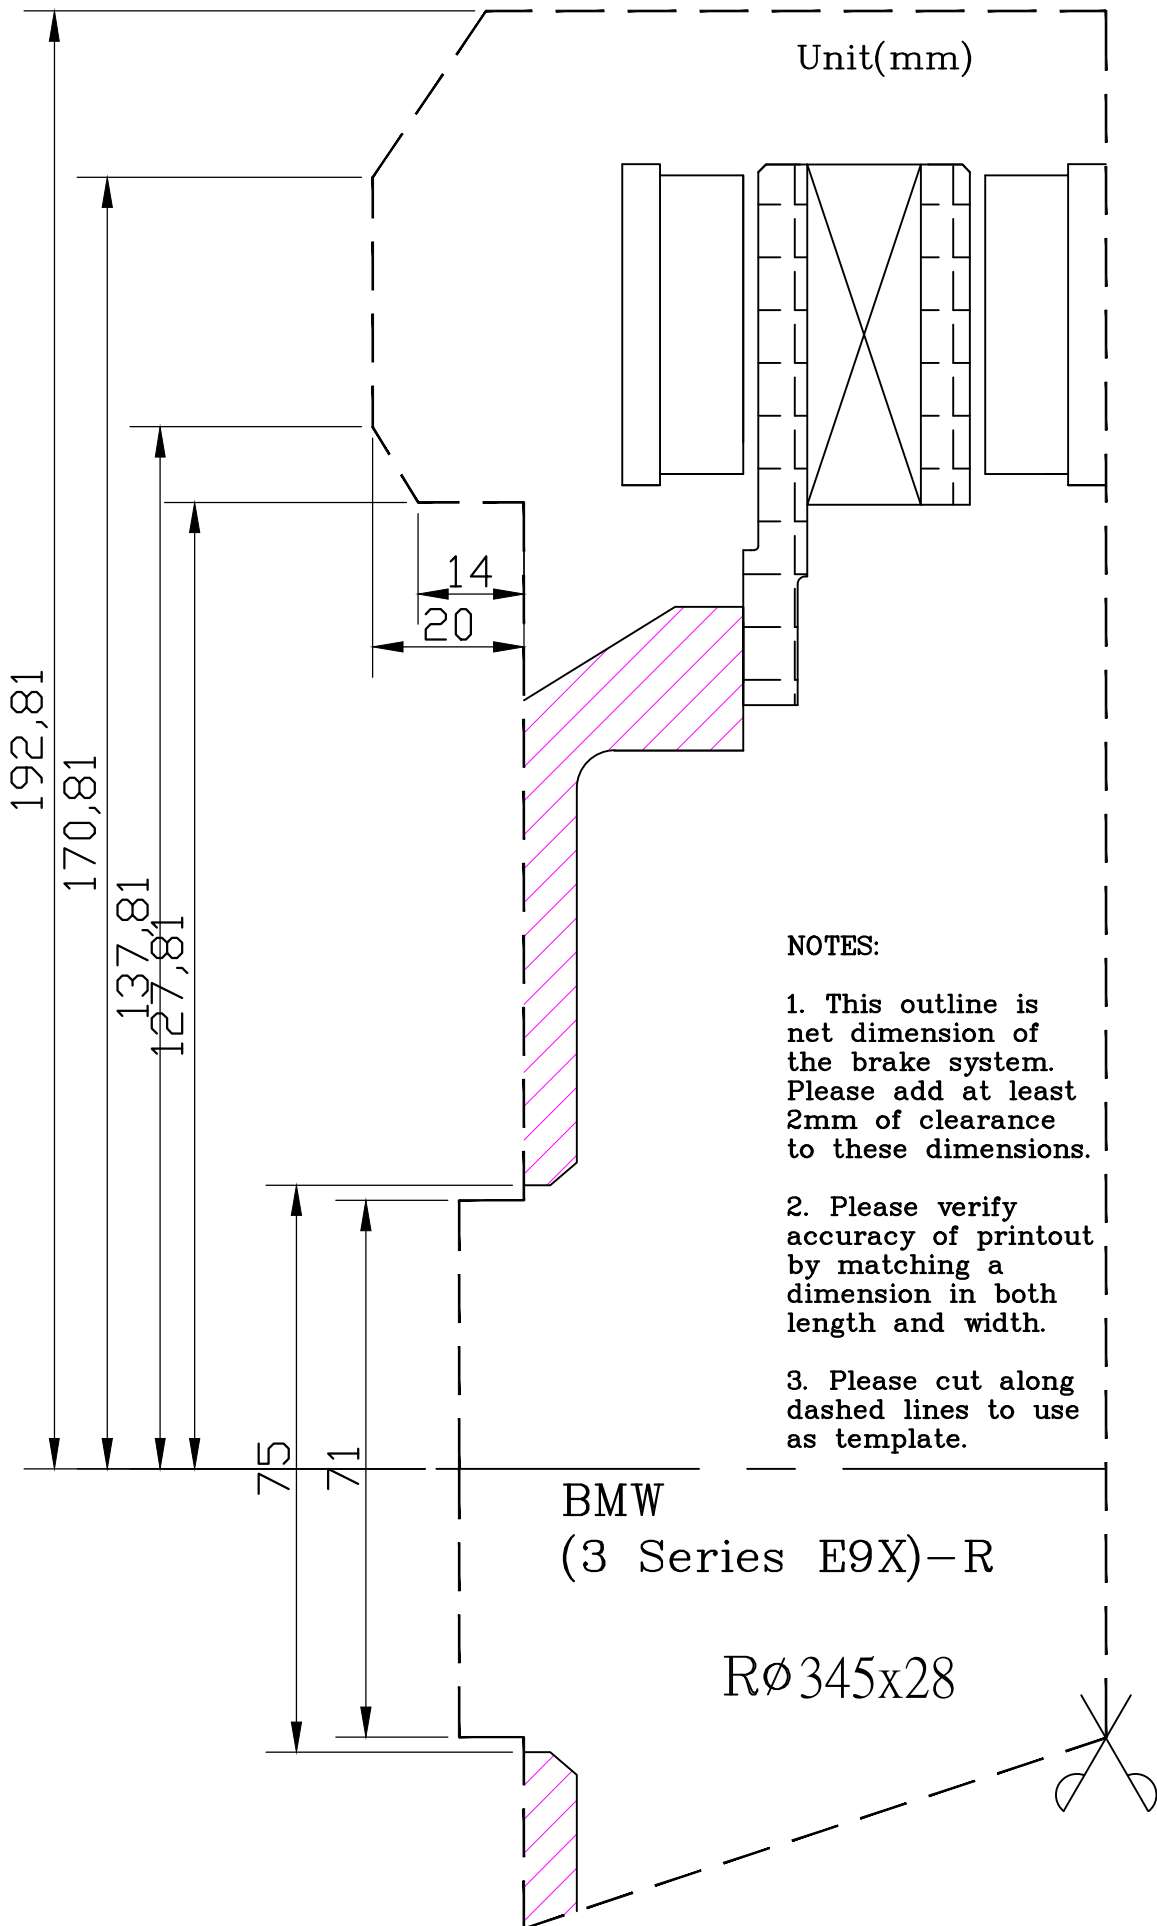 Unit(mm)
14
20
192,81
170,81
137,81
127,81
NOTES:
1. This outline is
net dimension of
the brake system.
Please add at least
2mm of clearance
to these dimensions.
2. Please verify
accuracy of printout
by matching a
dimension in both
length and width.
3. Please cut along
dashed lines to use
as template.
75
71
BMW
(3 Series E9X)-R
RØ345x28